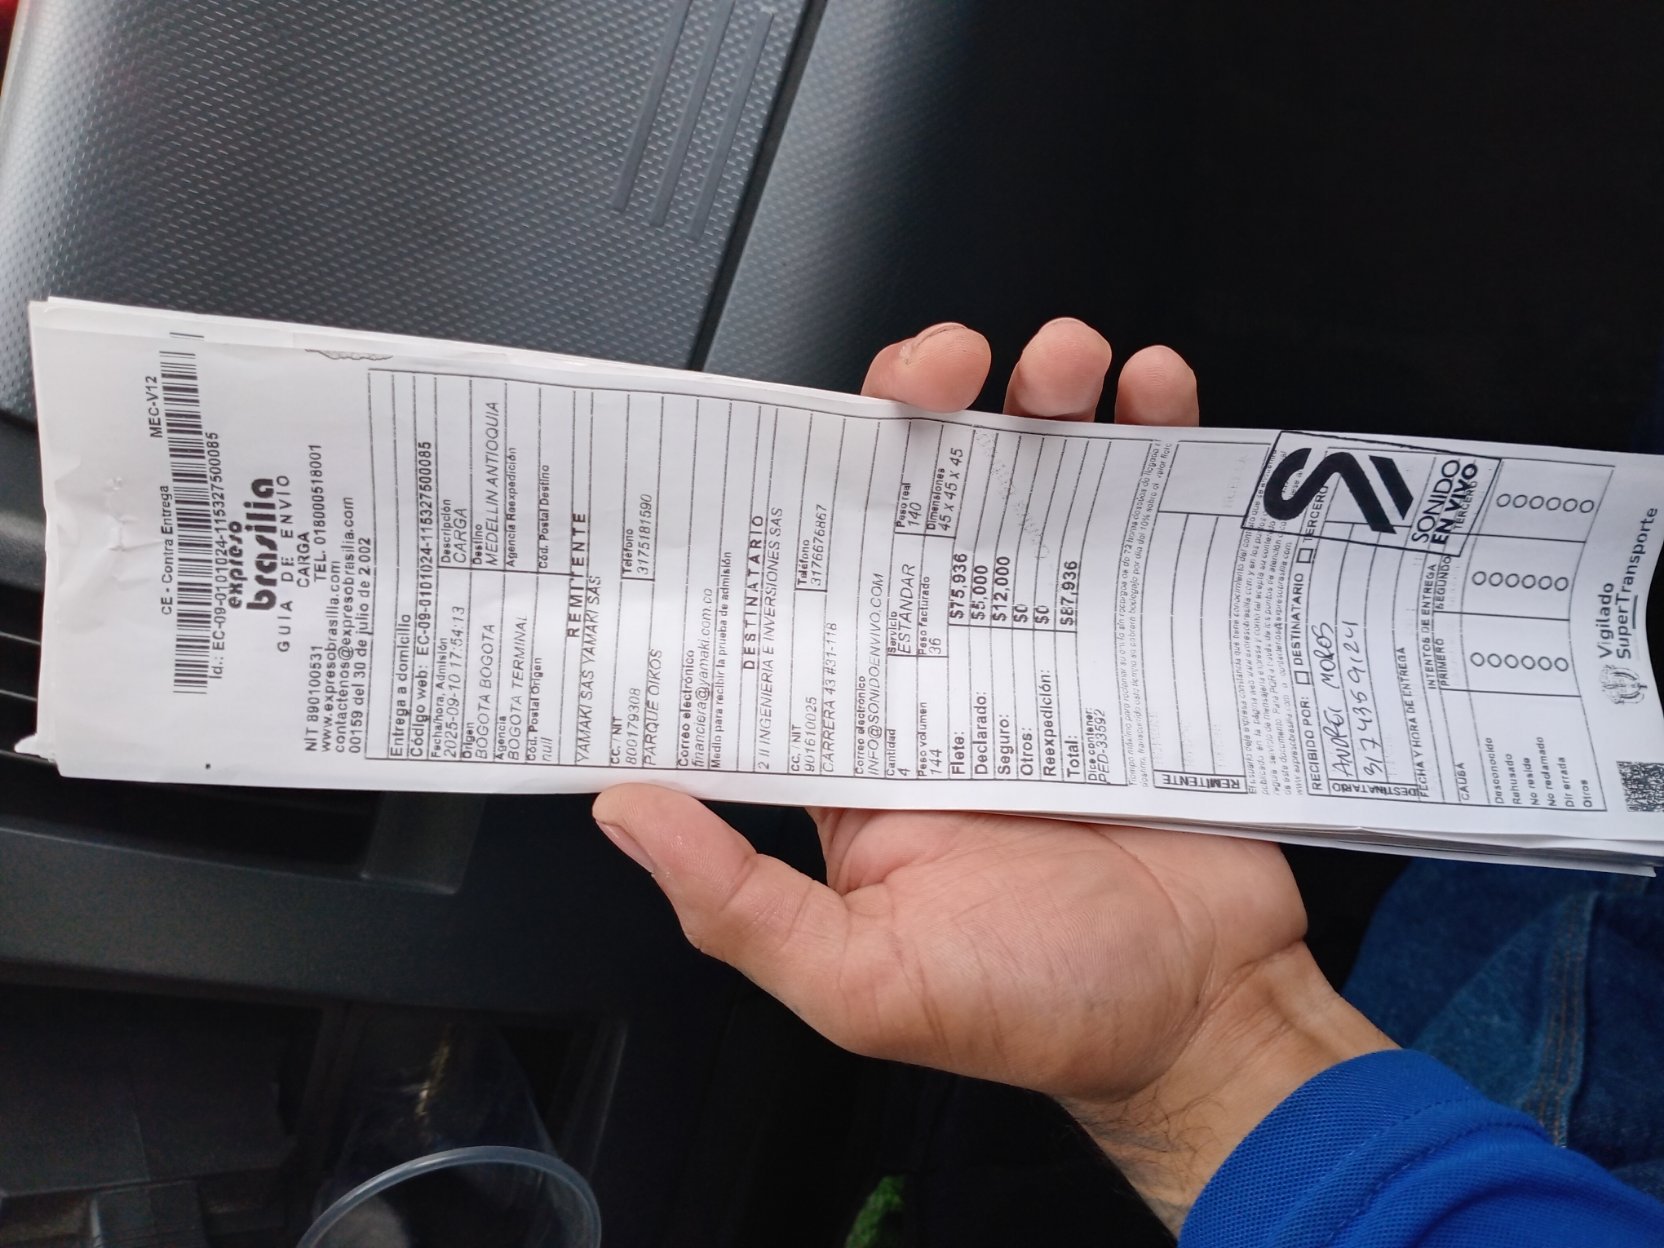 CE - Contra Entrega MEC-V12
Id.: EC-09-0101024-115327500085
expreso
brasilia
GUIA DE ENVIO
CARGA
NIT 890100531 TEL. 018000518001
www.expresobrasilia.com
contactenos@expresobrasilia.com
00159 del 30 de julio de 2.002
Entrega a domicilio
Código web: EC-09-0101024-115327500085
Fecha/hora, Admisión Descripción
2025-09-10 17:54:13 CARGA
Origen Destino
BOGOTA BOGOTA MEDELLIN ANTIOQUIA
Agencia Agencia Reexpedición
BOGOTA TERMINAL
Cód. Postal Origen Cód. Postal Destino
null
REMITENTE
YAMAKI SAS YAMAKI SAS
CC. / NIT Teléfono
800179308 3175181590
PARQUE OIKOS
Correo electrónico
financiera@yamaki.com.co
Medio para recibir la prueba de admisión
DESTINATARIO
2 II INGENIERIA E INVERSIONES SAS
CC. / NIT Teléfono
901610025 3176676867
CARRERA 43 #31-118
Correo electrónico
INFO@SONIDOENVIVO.COM
Cantidad Servicio Peso real
4 ESTANDAR 140
Peso volumen Peso facturado Dimensiones
144 36 45 X 45 X 45
Flete: $75,936
Declarado: $5,000
Seguro: $12,000
Otros: $0
Reexpedición: $0
Total: $87,936
Dice contener:
PED-33592
REMITENTE
RECIBIDO POR: DESTINATARIO TERCERO
ANDREI MOROS
3174359124
DESTINATARIO
SONIDO
EN VIVO
FECHA Y HORA DE ENTREGA
INTENTOS DE ENTREGA
CAUSA PRIMERO SEGUNDO TERCERO
Desconocido
Rehusado
No reside
No reclamado
Dir errada
Otros
Vigilado
SuperTransporte